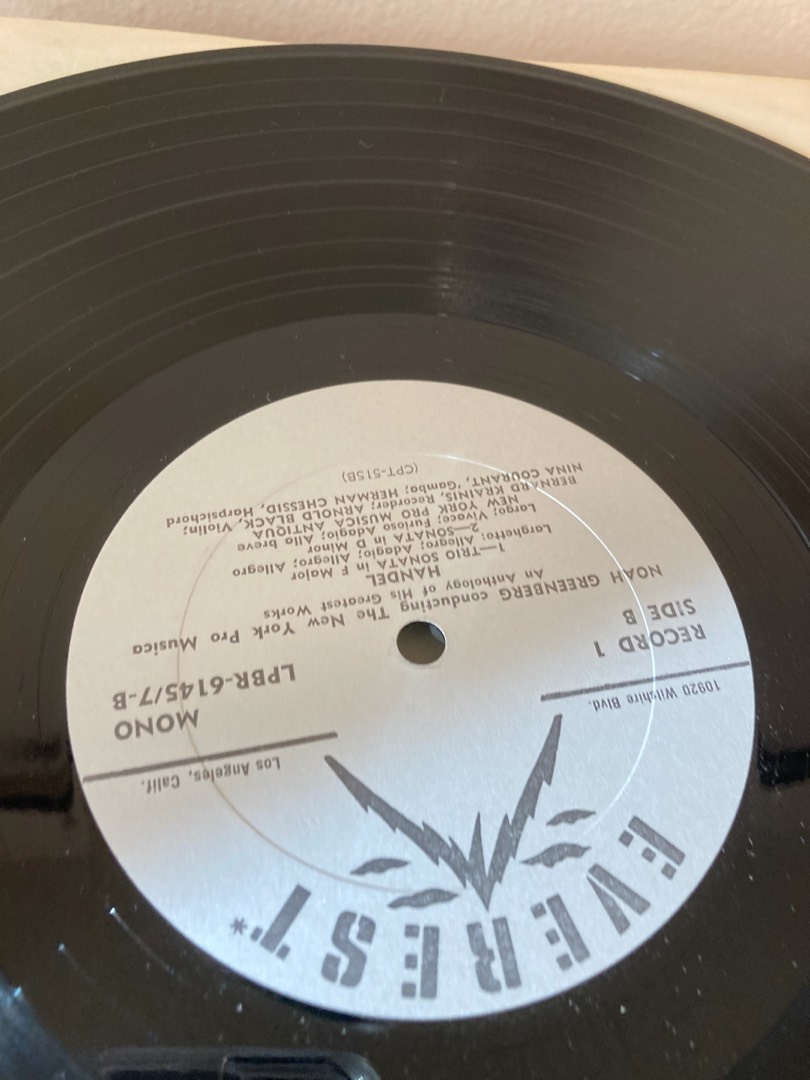 EVEREST*
10920 Wilshire Blvd. Los Angeles, Calif.
RECORD 1 MONO
SIDE B LPBR-6145/7-B
NOAH GREENBERG conducting The New York Pro Musica
An Anthology of His Greatest Works
HANDEL
1—TRIO SONATA in F Major
Larghetto; Allegro; Adagio; Allegro
2—SONATA in D Minor
Largo; Vivace; Furioso Adagio; Alla breve
NEW YORK PRO MUSICA ANTIQUA
BERNARD KRAINIS, Recorder; ARNOLD BLACK, Violin;
NINA COURANT, 'Gamba; HERMAN CHESSID, Harpsichord
(CPT-515B)